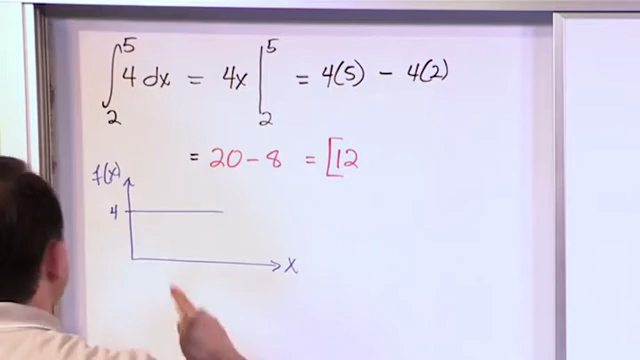 ∫₂⁵ 4 dx = 4x |₂⁵ = 4(5) - 4(2)
= 20 - 8 = [12
f(x)
4
x